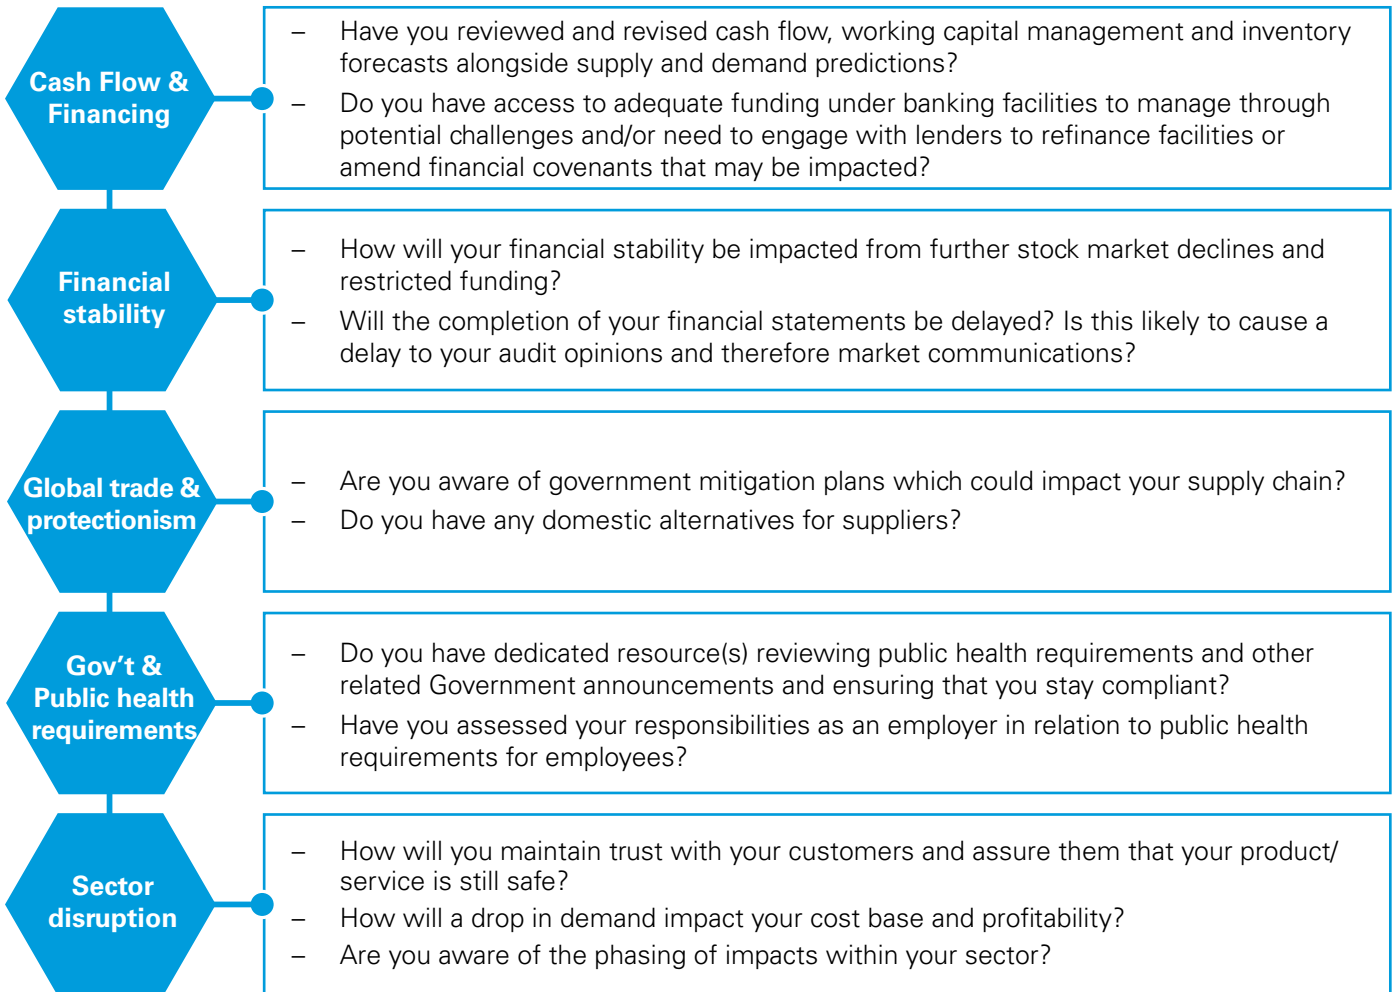 Cash Flow &
Financing
– Have you reviewed and revised cash flow, working capital management and inventory
forecasts alongside supply and demand predictions?
– Do you have access to adequate funding under banking facilities to manage through
potential challenges and/or need to engage with lenders to refinance facilities or
amend financial covenants that may be impacted?
Financial
stability
– How will your financial stability be impacted from further stock market declines and
restricted funding?
– Will the completion of your financial statements be delayed? Is this likely to cause a
delay to your audit opinions and therefore market communications?
Global trade &
protectionism
– Are you aware of government mitigation plans which could impact your supply chain?
– Do you have any domestic alternatives for suppliers?
Gov’t &
Public health
requirements
– Do you have dedicated resource(s) reviewing public health requirements and other
related Government announcements and ensuring that you stay compliant?
– Have you assessed your responsibilities as an employer in relation to public health
requirements for employees?
Sector
disruption
– How will you maintain trust with your customers and assure them that your product/
service is still safe?
– How will a drop in demand impact your cost base and profitability?
– Are you aware of the phasing of impacts within your sector?